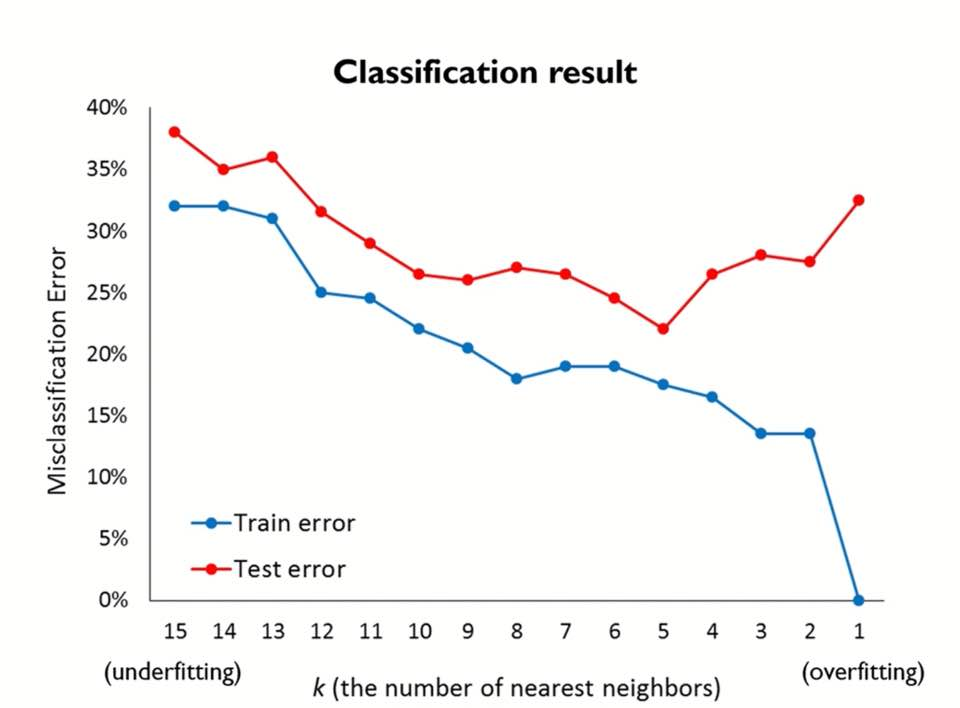 Classification result
40%
35%
30%
25%
20%
15%
10%
5%
0%
Misclassification Error
Train error
Test error
15 14 13 12 11 10 9 8 7 6 5 4 3 2 1
(underfitting) (overfitting)
k (the number of nearest neighbors)